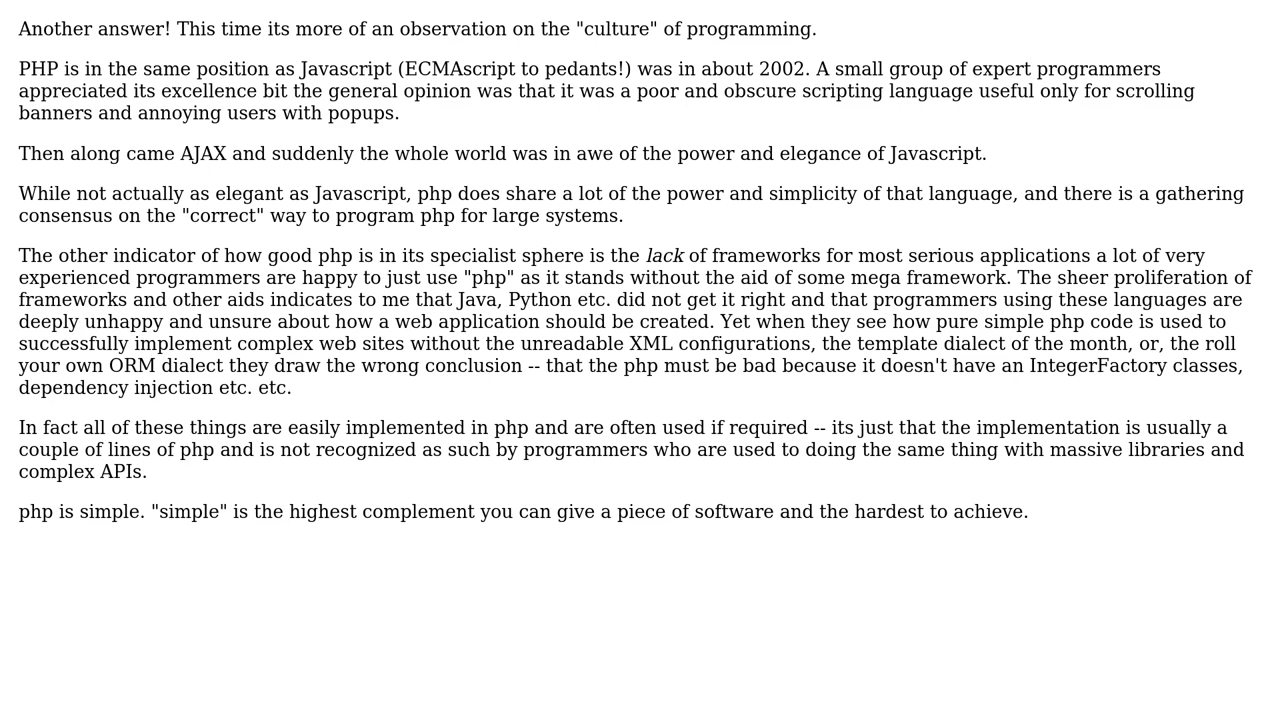 Another answer! This time its more of an observation on the "culture" of programming.
PHP is in the same position as Javascript (ECMAscript to pedants!) was in about 2002. A small group of expert programmers
appreciated its excellence bit the general opinion was that it was a poor and obscure scripting language useful only for scrolling
banners and annoying users with popups.
Then along came AJAX and suddenly the whole world was in awe of the power and elegance of Javascript.
While not actually as elegant as Javascript, php does share a lot of the power and simplicity of that language, and there is a gathering
consensus on the "correct" way to program php for large systems.
The other indicator of how good php is in its specialist sphere is the lack of frameworks for most serious applications a lot of very
experienced programmers are happy to just use "php" as it stands without the aid of some mega framework. The sheer proliferation of
frameworks and other aids indicates to me that Java, Python etc. did not get it right and that programmers using these languages are
deeply unhappy and unsure about how a web application should be created. Yet when they see how pure simple php code is used to
successfully implement complex web sites without the unreadable XML configurations, the template dialect of the month, or, the roll
your own ORM dialect they draw the wrong conclusion -- that the php must be bad because it doesn't have an IntegerFactory classes,
dependency injection etc. etc.
In fact all of these things are easily implemented in php and are often used if required -- its just that the implementation is usually a
couple of lines of php and is not recognized as such by programmers who are used to doing the same thing with massive libraries and
complex APIs.
php is simple. "simple" is the highest complement you can give a piece of software and the hardest to achieve.